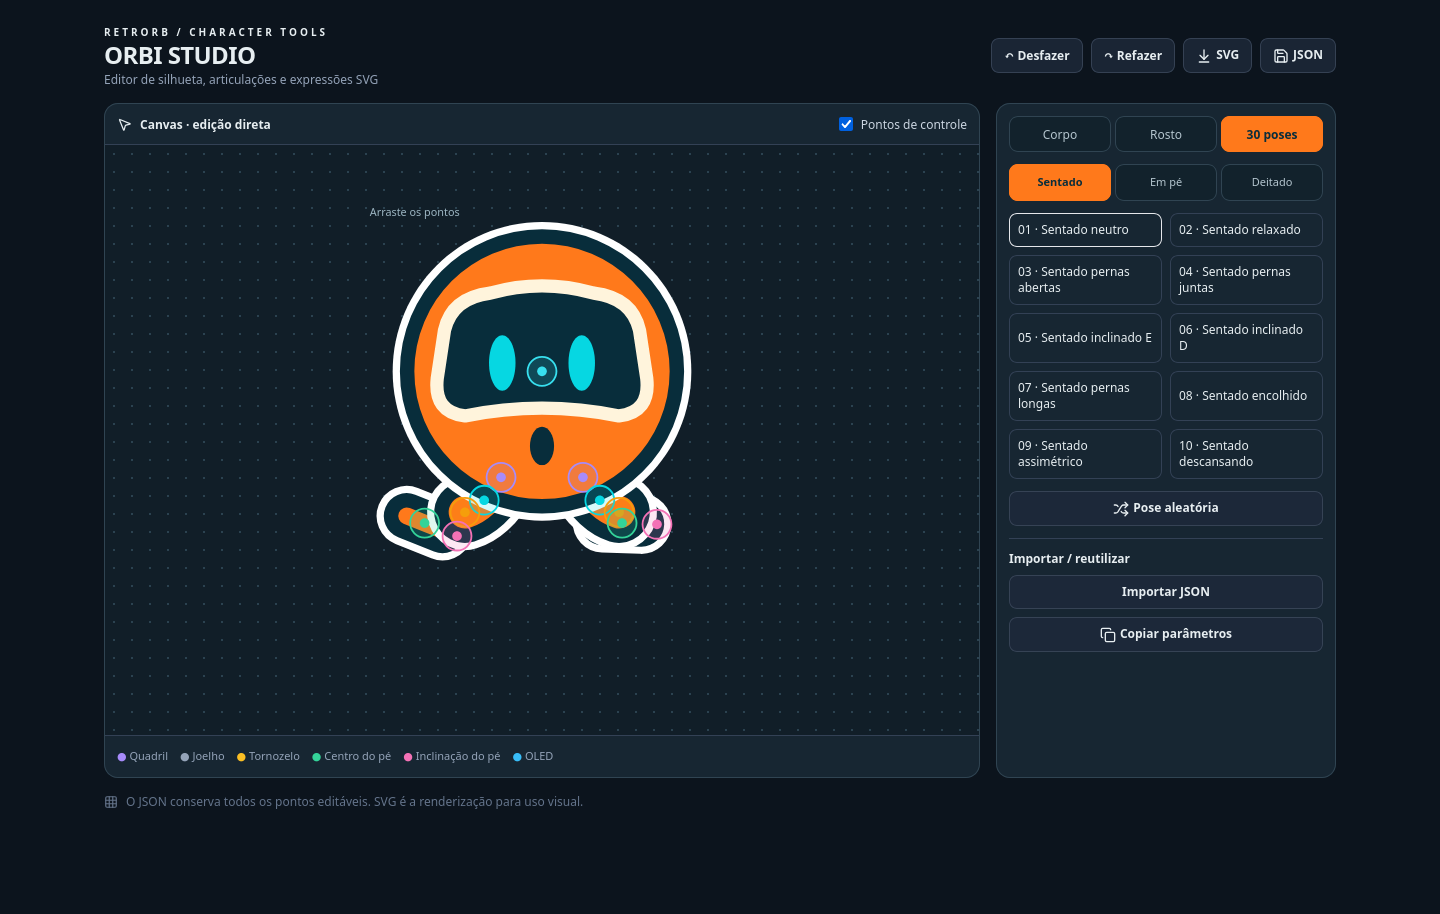 RETRORB / CHARACTER TOOLS
ORBI STUDIO
Editor de silhueta, articulações e expressões SVG
↶ Desfazer
↷ Refazer
SVG
JSON
Canvas · edição direta
Pontos de controle
Arraste os pontos
Quadril
Joelho
Tornozelo
Centro do pé
Inclinação do pé
OLED
Corpo
Rosto
30 poses
Sentado
Em pé
Deitado
01 · Sentado neutro
02 · Sentado relaxado
03 · Sentado pernas
abertas
04 · Sentado pernas
juntas
05 · Sentado inclinado E
06 · Sentado inclinado
D
07 · Sentado pernas
longas
08 · Sentado encolhido
09 · Sentado
assimétrico
10 · Sentado
descansando
Pose aleatória
Importar / reutilizar
Importar JSON
Copiar parâmetros
O JSON conserva todos os pontos editáveis. SVG é a renderização para uso visual.